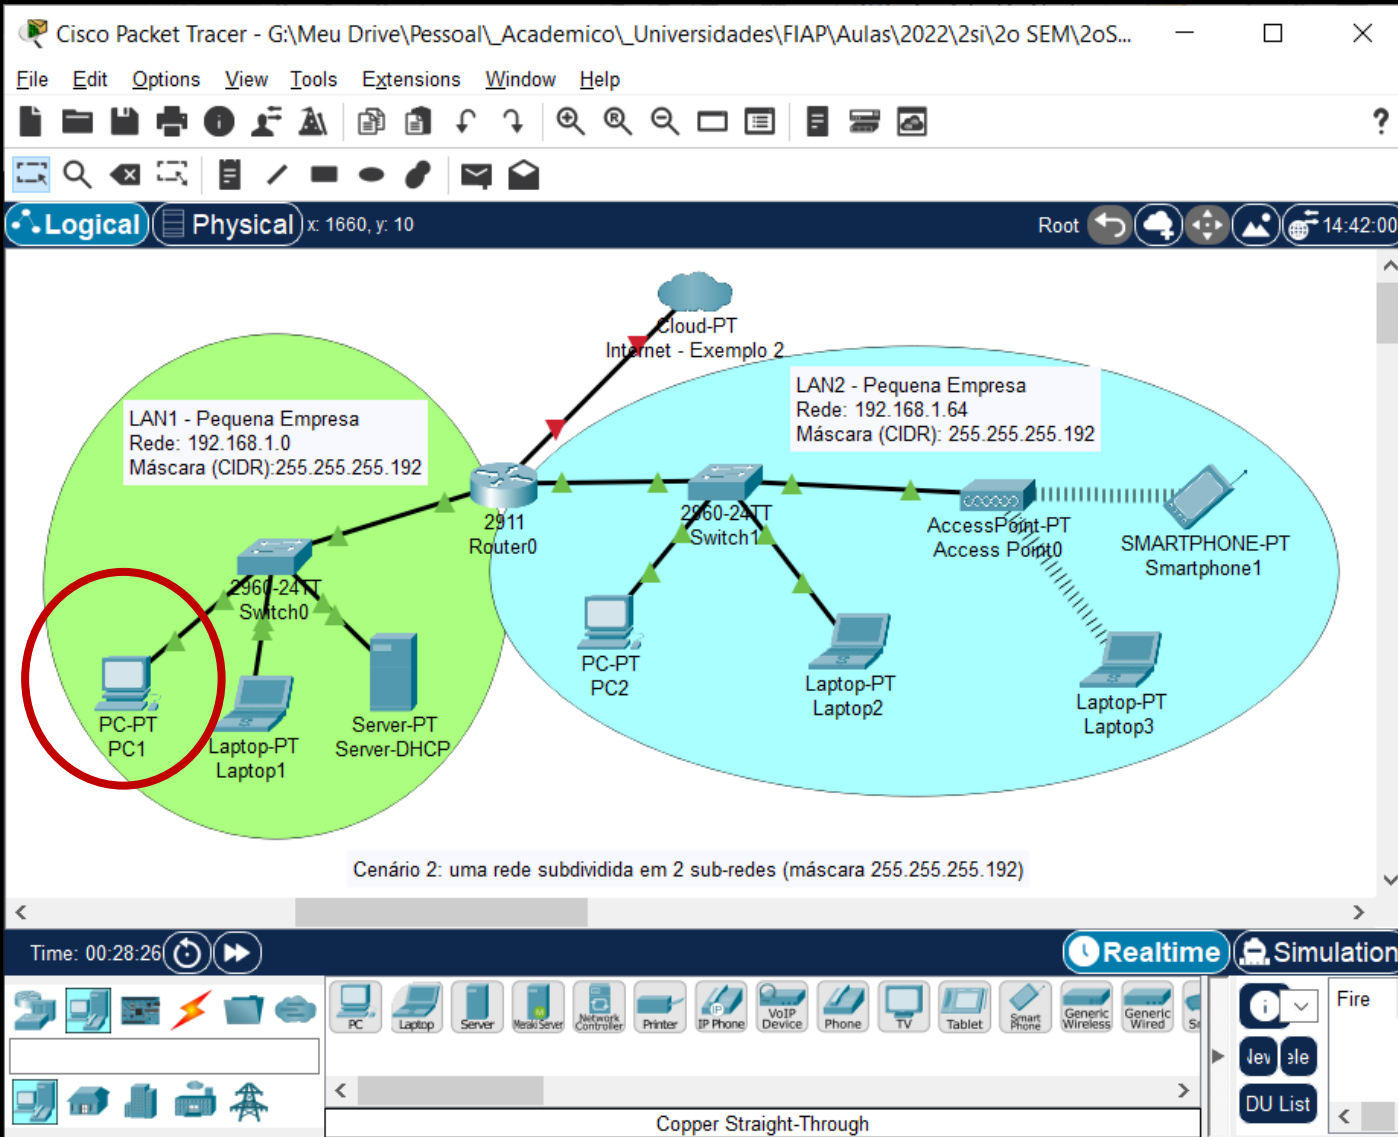 Cisco Packet Tracer - G:\Meu Drive\Pessoal\_Academico\_Universidades\FIAP\Aulas\2022\2si\2o SEM\2oS...
File Edit Options View Tools Extensions Window Help
?
Logical Physical x: 1660, y: 10 Root 14:42:00
Cloud-PT
Internet - Exemplo 2
LAN1 - Pequena Empresa
Rede: 192.168.1.0
Máscara (CIDR):255.255.255.192
LAN2 - Pequena Empresa
Rede: 192.168.1.64
Máscara (CIDR): 255.255.255.192
2911
Router0
2960-24TT
Switch0
PC-PT
PC1
Laptop-PT
Laptop1
Server-PT
Server-DHCP
2960-24TT
Switch1
AccessPoint-PT
Access Point0
SMARTPHONE-PT
Smartphone1
PC-PT
PC2
Laptop-PT
Laptop2
Laptop-PT
Laptop3
Cenário 2: uma rede subdividida em 2 sub-redes (máscara 255.255.255.192)
Time: 00:28:26 Realtime Simulation
PC
Laptop
Server
Meraki Server
Network Controller
Printer
IP Phone
VoIP Device
Phone
TV
Tablet
Smart Phone
Generic Wireless
Generic Wired
Fire
DU List
Copper Straight-Through